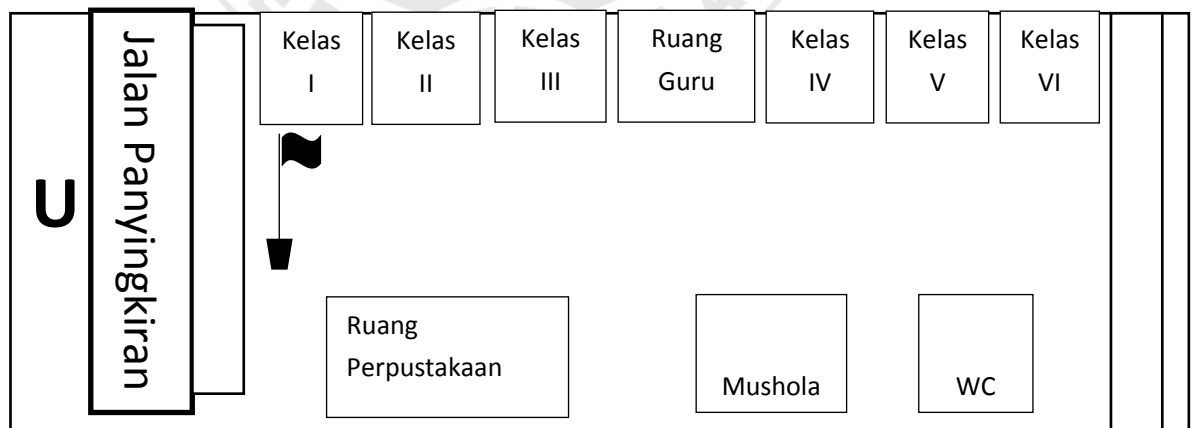 U
Jalan Panyingkiran
Kelas
I
Kelas
II
Kelas
III
Ruang
Guru
Kelas
IV
Kelas
V
Kelas
VI
Ruang
Perpustakaan
Mushola
WC